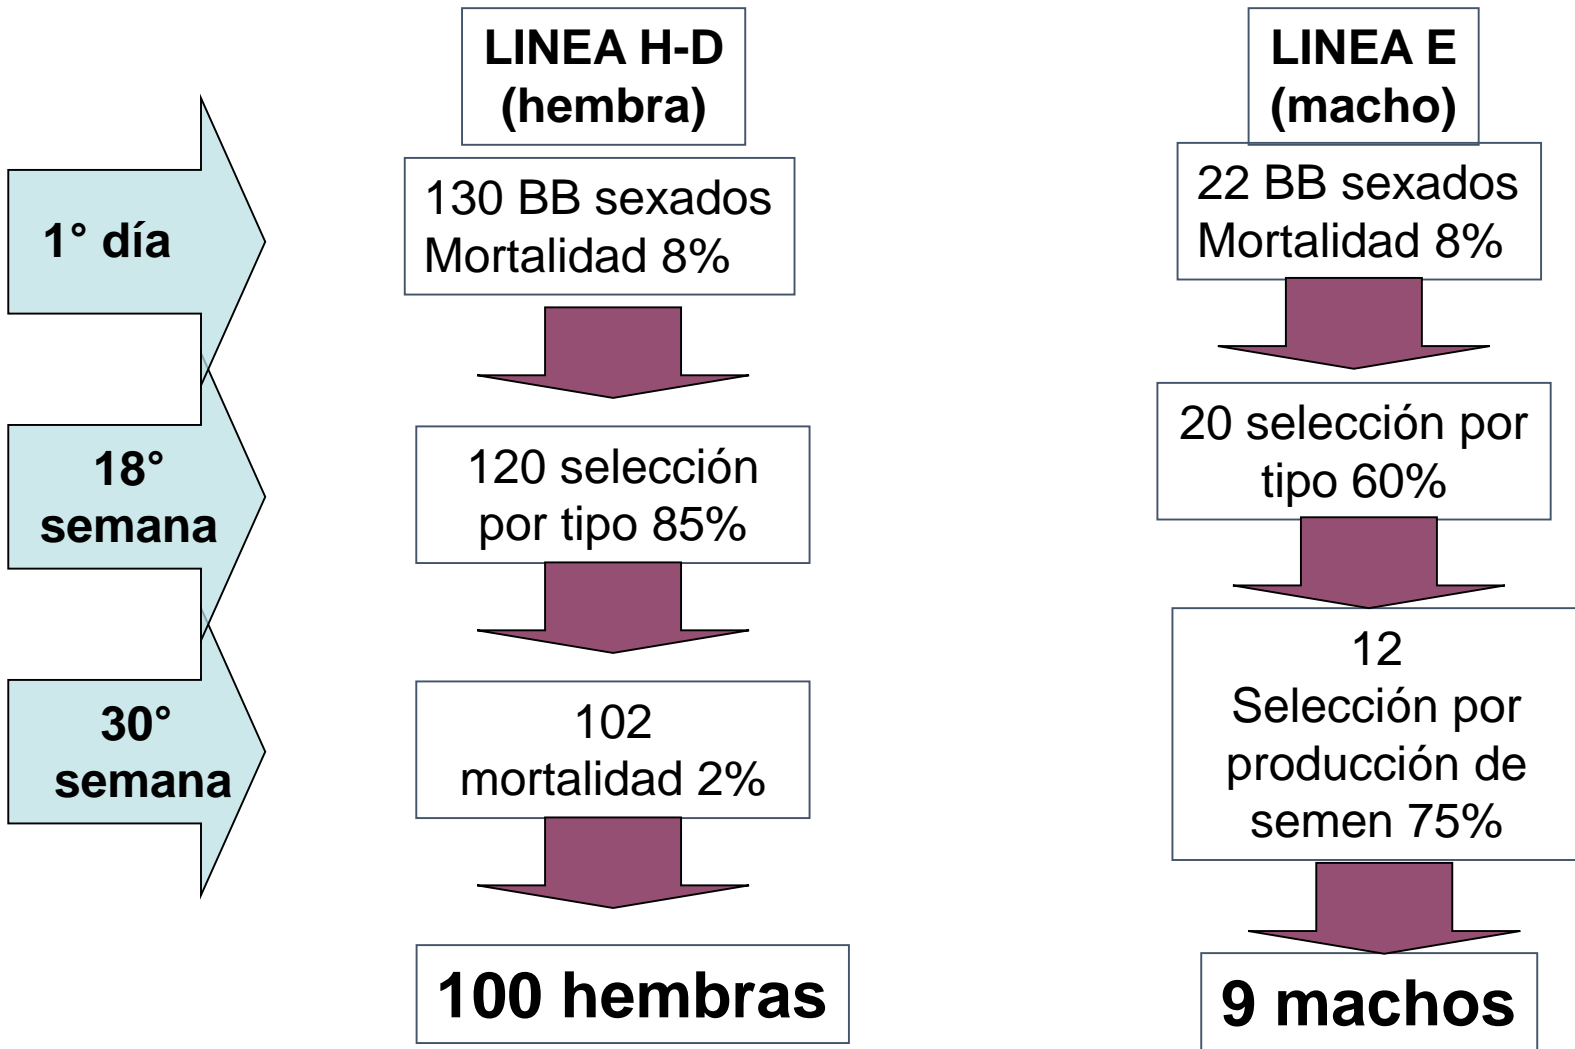 LINEA H-D
(hembra)
LINEA E
(macho)
1° día
130 BB sexados
Mortalidad 8%
22 BB sexados
Mortalidad 8%
18°
semana
120 selección
por tipo 85%
20 selección por
tipo 60%
30°
semana
102
mortalidad 2%
12
Selección por
producción de
semen 75%
100 hembras
9 machos